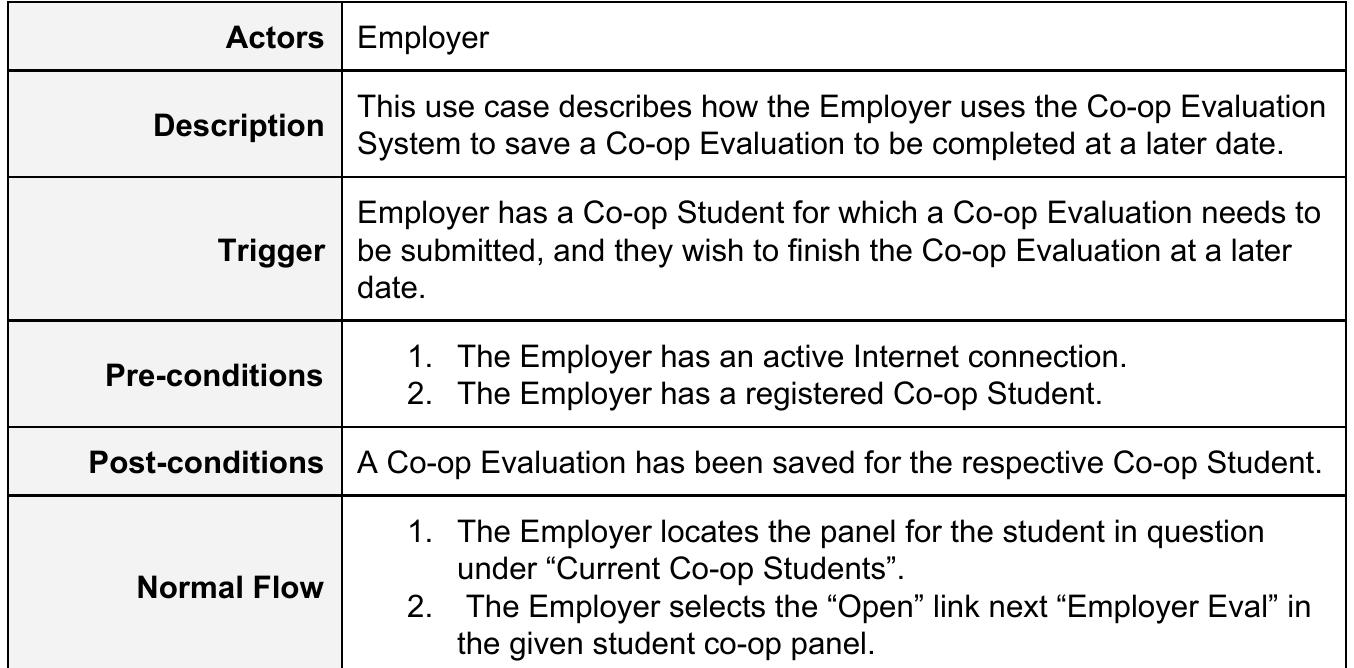 Actors
Employer
Description
This use case describes how the Employer uses the Co-op Evaluation
System to save a Co-op Evaluation to be completed at a later date.
Trigger
Employer has a Co-op Student for which a Co-op Evaluation needs to
be submitted, and they wish to finish the Co-op Evaluation at a later
date.
Pre-conditions
1. The Employer has an active Internet connection.
2. The Employer has a registered Co-op Student.
Post-conditions
A Co-op Evaluation has been saved for the respective Co-op Student.
Normal Flow
1. The Employer locates the panel for the student in question
under “Current Co-op Students”.
2. The Employer selects the “Open” link next “Employer Eval” in
the given student co-op panel.